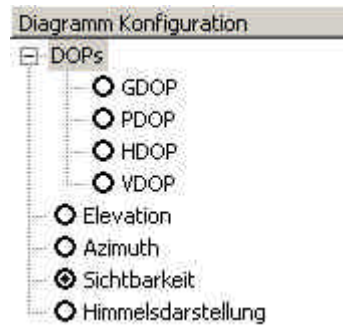 Diagramm Konfiguration
DOPs
GDOP
PDOP
HDOP
VDOP
Elevation
Azimuth
Sichtbarkeit
Himmelsdarstellung